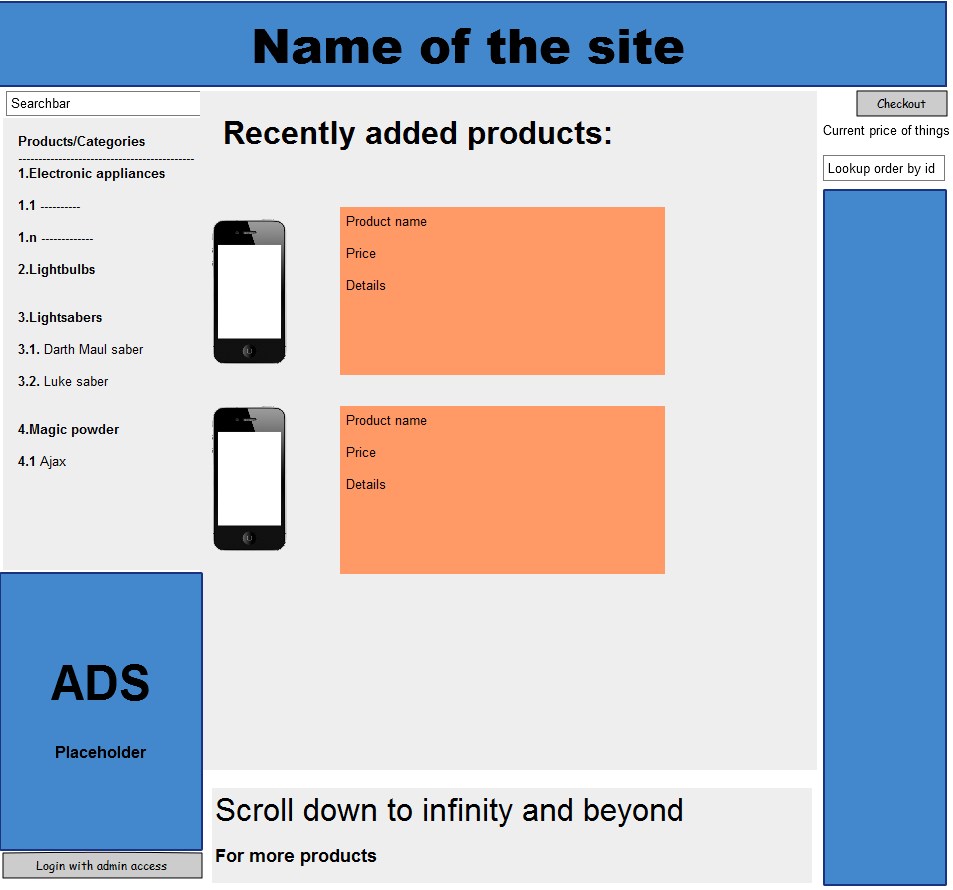 Name of the site
Searchbar
Products/Categories
--------------------------------------------
1.Electronic appliances
1.1 ----------
1.n -------------
2.Lightbulbs
3.Lightsabers
3.1. Darth Maul saber
3.2. Luke saber
4.Magic powder
4.1 Ajax
ADS
Placeholder
Login with admin access
Recently added products:
Product name
Price
Details
Product name
Price
Details
Scroll down to infinity and beyond
For more products
Checkout
Current price of things
Lookup order by id